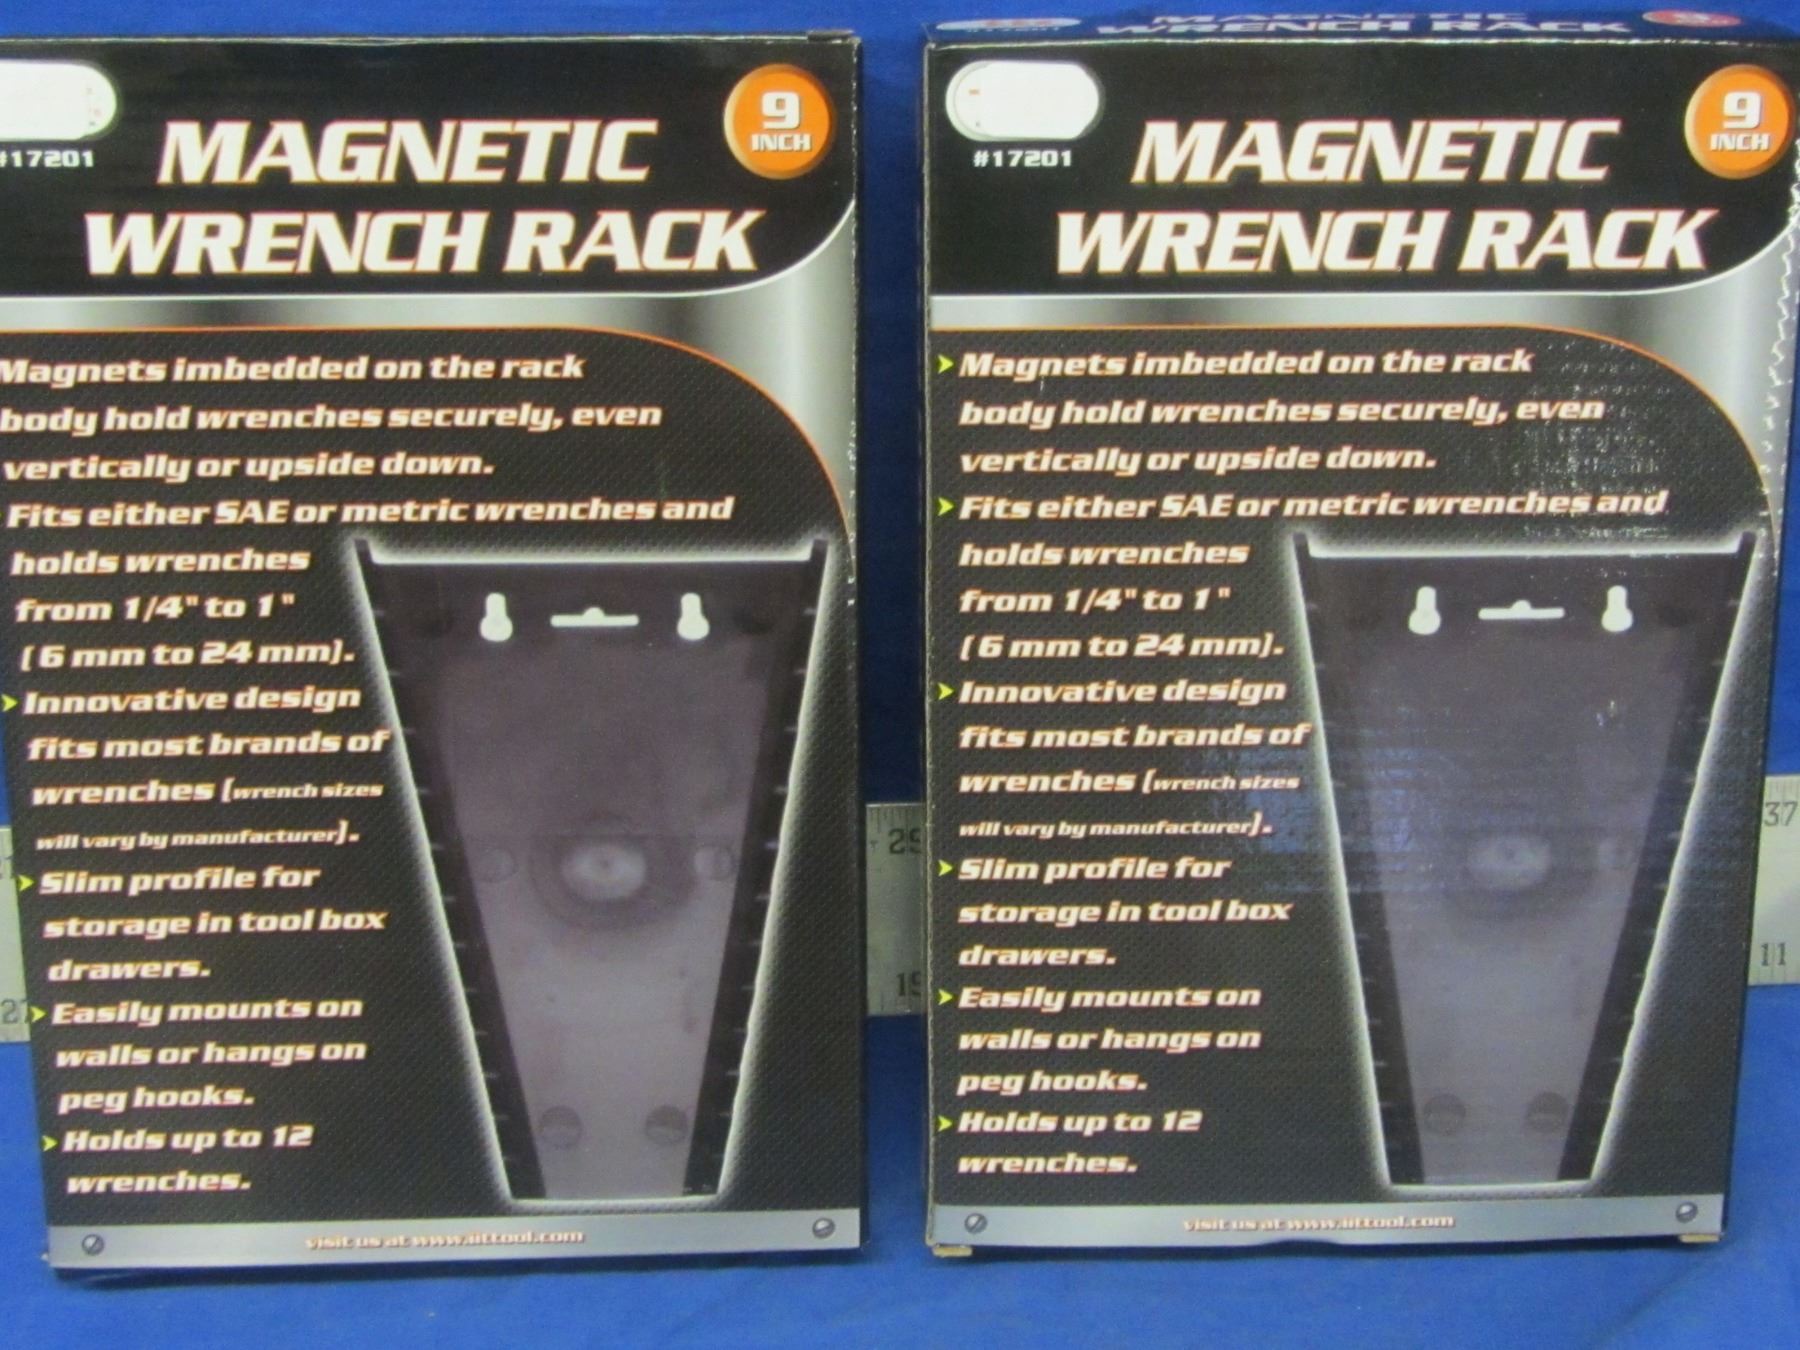 #17201
MAGNETIC
WRENCH RACK
9
INCH
Magnets imbedded on the rack
body hold wrenches securely, even
vertically or upside down.
Fits either SAE or metric wrenches and
holds wrenches
from 1/4" to 1"
(6 mm to 24 mm).
Innovative design
fits most brands of
wrenches (wrench sizes
will vary by manufacturer).
Slim profile for
storage in tool box
drawers.
Easily mounts on
walls or hangs on
peg hooks.
Holds up to 12
wrenches.
visit us at www.iittool.com
MAGNETIC
WRENCH RACK
#17201
MAGNETIC
WRENCH RACK
9
INCH
Magnets imbedded on the rack
body hold wrenches securely, even
vertically or upside down.
Fits either SAE or metric wrenches and
holds wrenches
from 1/4" to 1"
(6 mm to 24 mm).
Innovative design
fits most brands of
wrenches (wrench sizes
will vary by manufacturer).
Slim profile for
storage in tool box
drawers.
Easily mounts on
walls or hangs on
peg hooks.
Holds up to 12
wrenches.
visit us at www.iittool.com
29
19
37
11